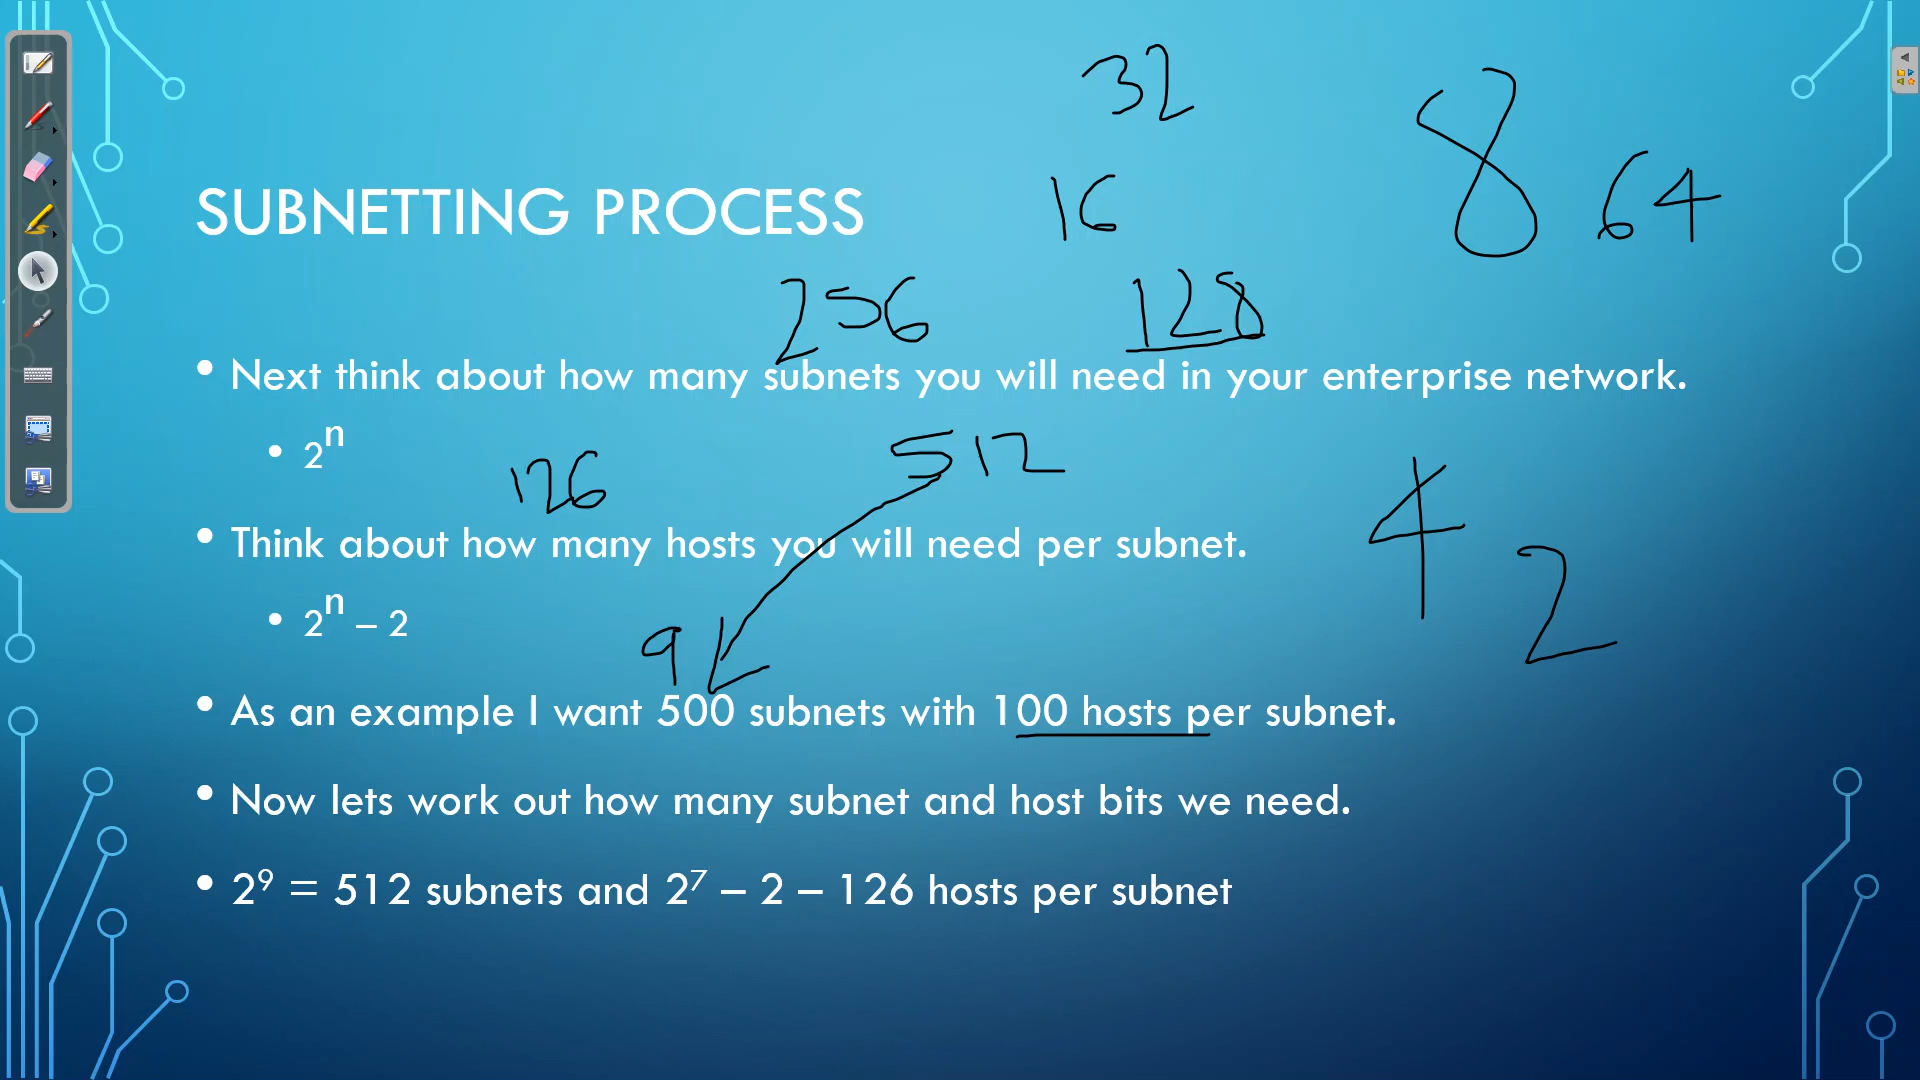 32
8
64
16
SUBNETTING PROCESS
256
128
• Next think about how many subnets you will need in your enterprise network.
• 2^n
126
512
4
• Think about how many hosts you will need per subnet.
2
• 2^n – 2
9
• As an example I want 500 subnets with 100 hosts per subnet.
• Now lets work out how many subnet and host bits we need.
• 2⁹ = 512 subnets and 2⁷ – 2 – 126 hosts per subnet